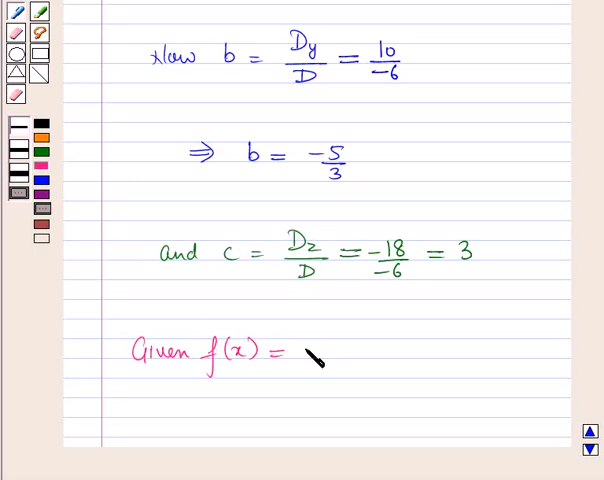 Now b = Dy/D = 10/-6
⇒ b = -5/3
and c = Dz/D = -18/-6 = 3
Given f(x) =